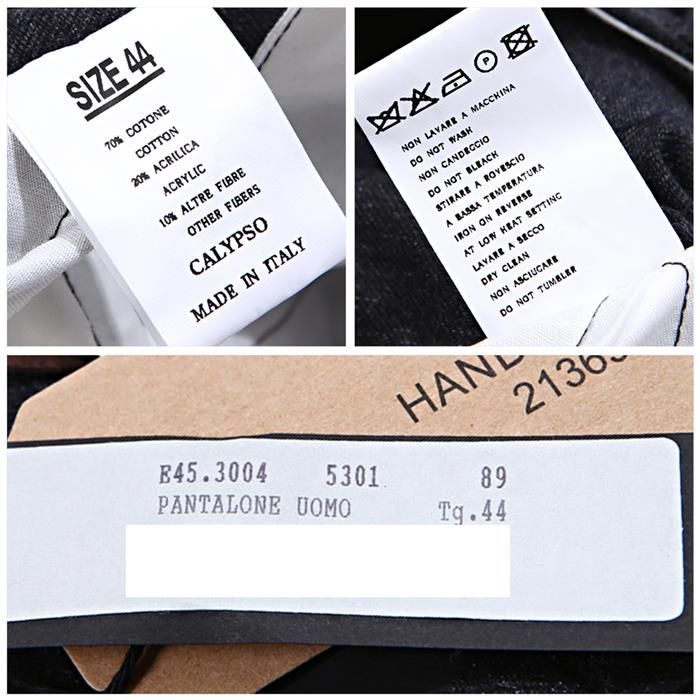 SIZE 44
70% COTONE
COTTON
20% ACRILICA
ACRYLIC
10% ALTRE FIBRE
OTHER FIBERS
CALYPSO
MADE IN ITALY
P
NON LAVARE A MACCHINA
DO NOT WASH
NON CANDEGGIO
DO NOT BLEACH
STIRARE A ROVESCIO
A BASSA TEMPERATURA
IRON ON REVERSE
AT LOW HEAT SETTING
LAVARE A SECCO
DRY CLEAN
NON ASCIUGARE
DO NOT TUMBLER
HAND
21365
E45.3004 5301 89
PANTALONE UOMO Tg.44